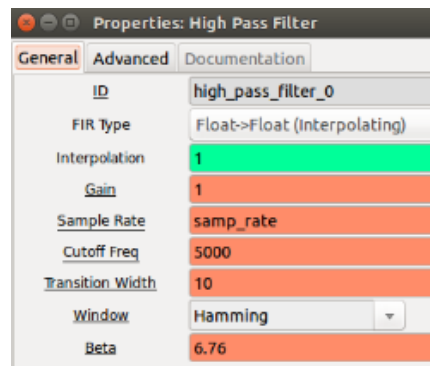 Properties: High Pass Filter
General Advanced Documentation
ID high_pass_filter_0
FIR Type Float->Float (Interpolating)
Interpolation 1
Gain 1
Sample Rate samp_rate
Cutoff Freq 5000
Transition Width 10
Window Hamming
Beta 6.76